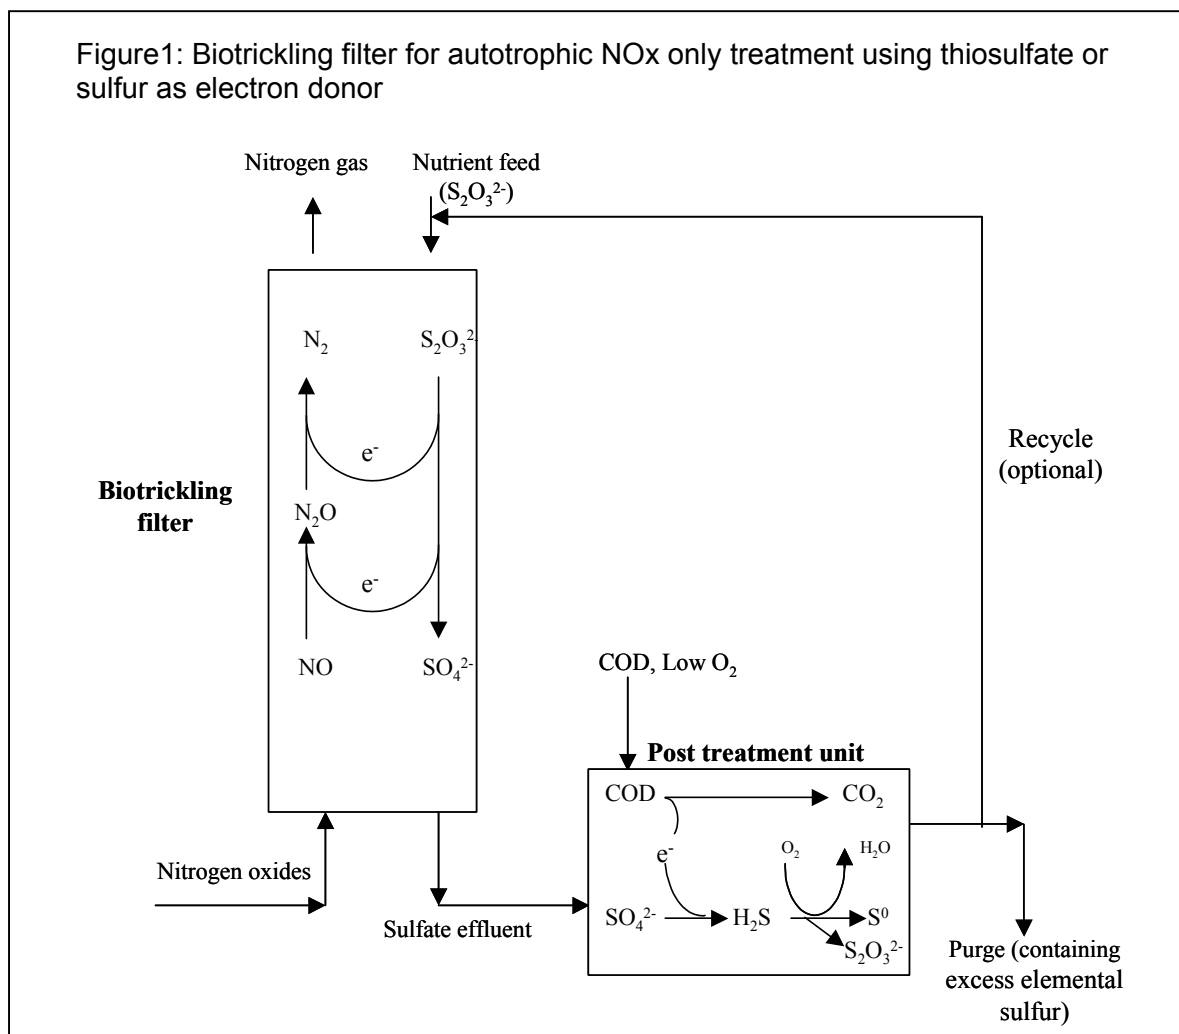 Figure1: Biotrickling filter for autotrophic NOx only treatment using thiosulfate or
sulfur as electron donor
Nitrogen gas
Nutrient feed
(S₂O₃²⁻)
N₂
S₂O₃²⁻
e⁻
Recycle
(optional)
Biotrickling
filter
N₂O
e⁻
NO
SO₄²⁻
COD, Low O₂
Post treatment unit
COD
CO₂
e⁻
O₂
H₂O
Nitrogen oxides
SO₄²⁻
H₂S
S⁰
Sulfate effluent
S₂O₃²⁻
Purge (containing
excess elemental
sulfur)